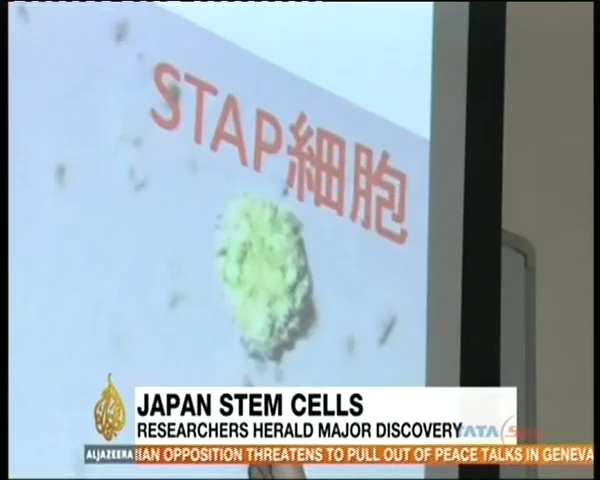 STAP細胞
JAPAN STEM CELLS
RESEARCHERS HERALD MAJOR DISCOVERY
TATA
ALJAZEERA
IAN OPPOSITION THREATENS TO PULL OUT OF PEACE TALKS IN GENEVA